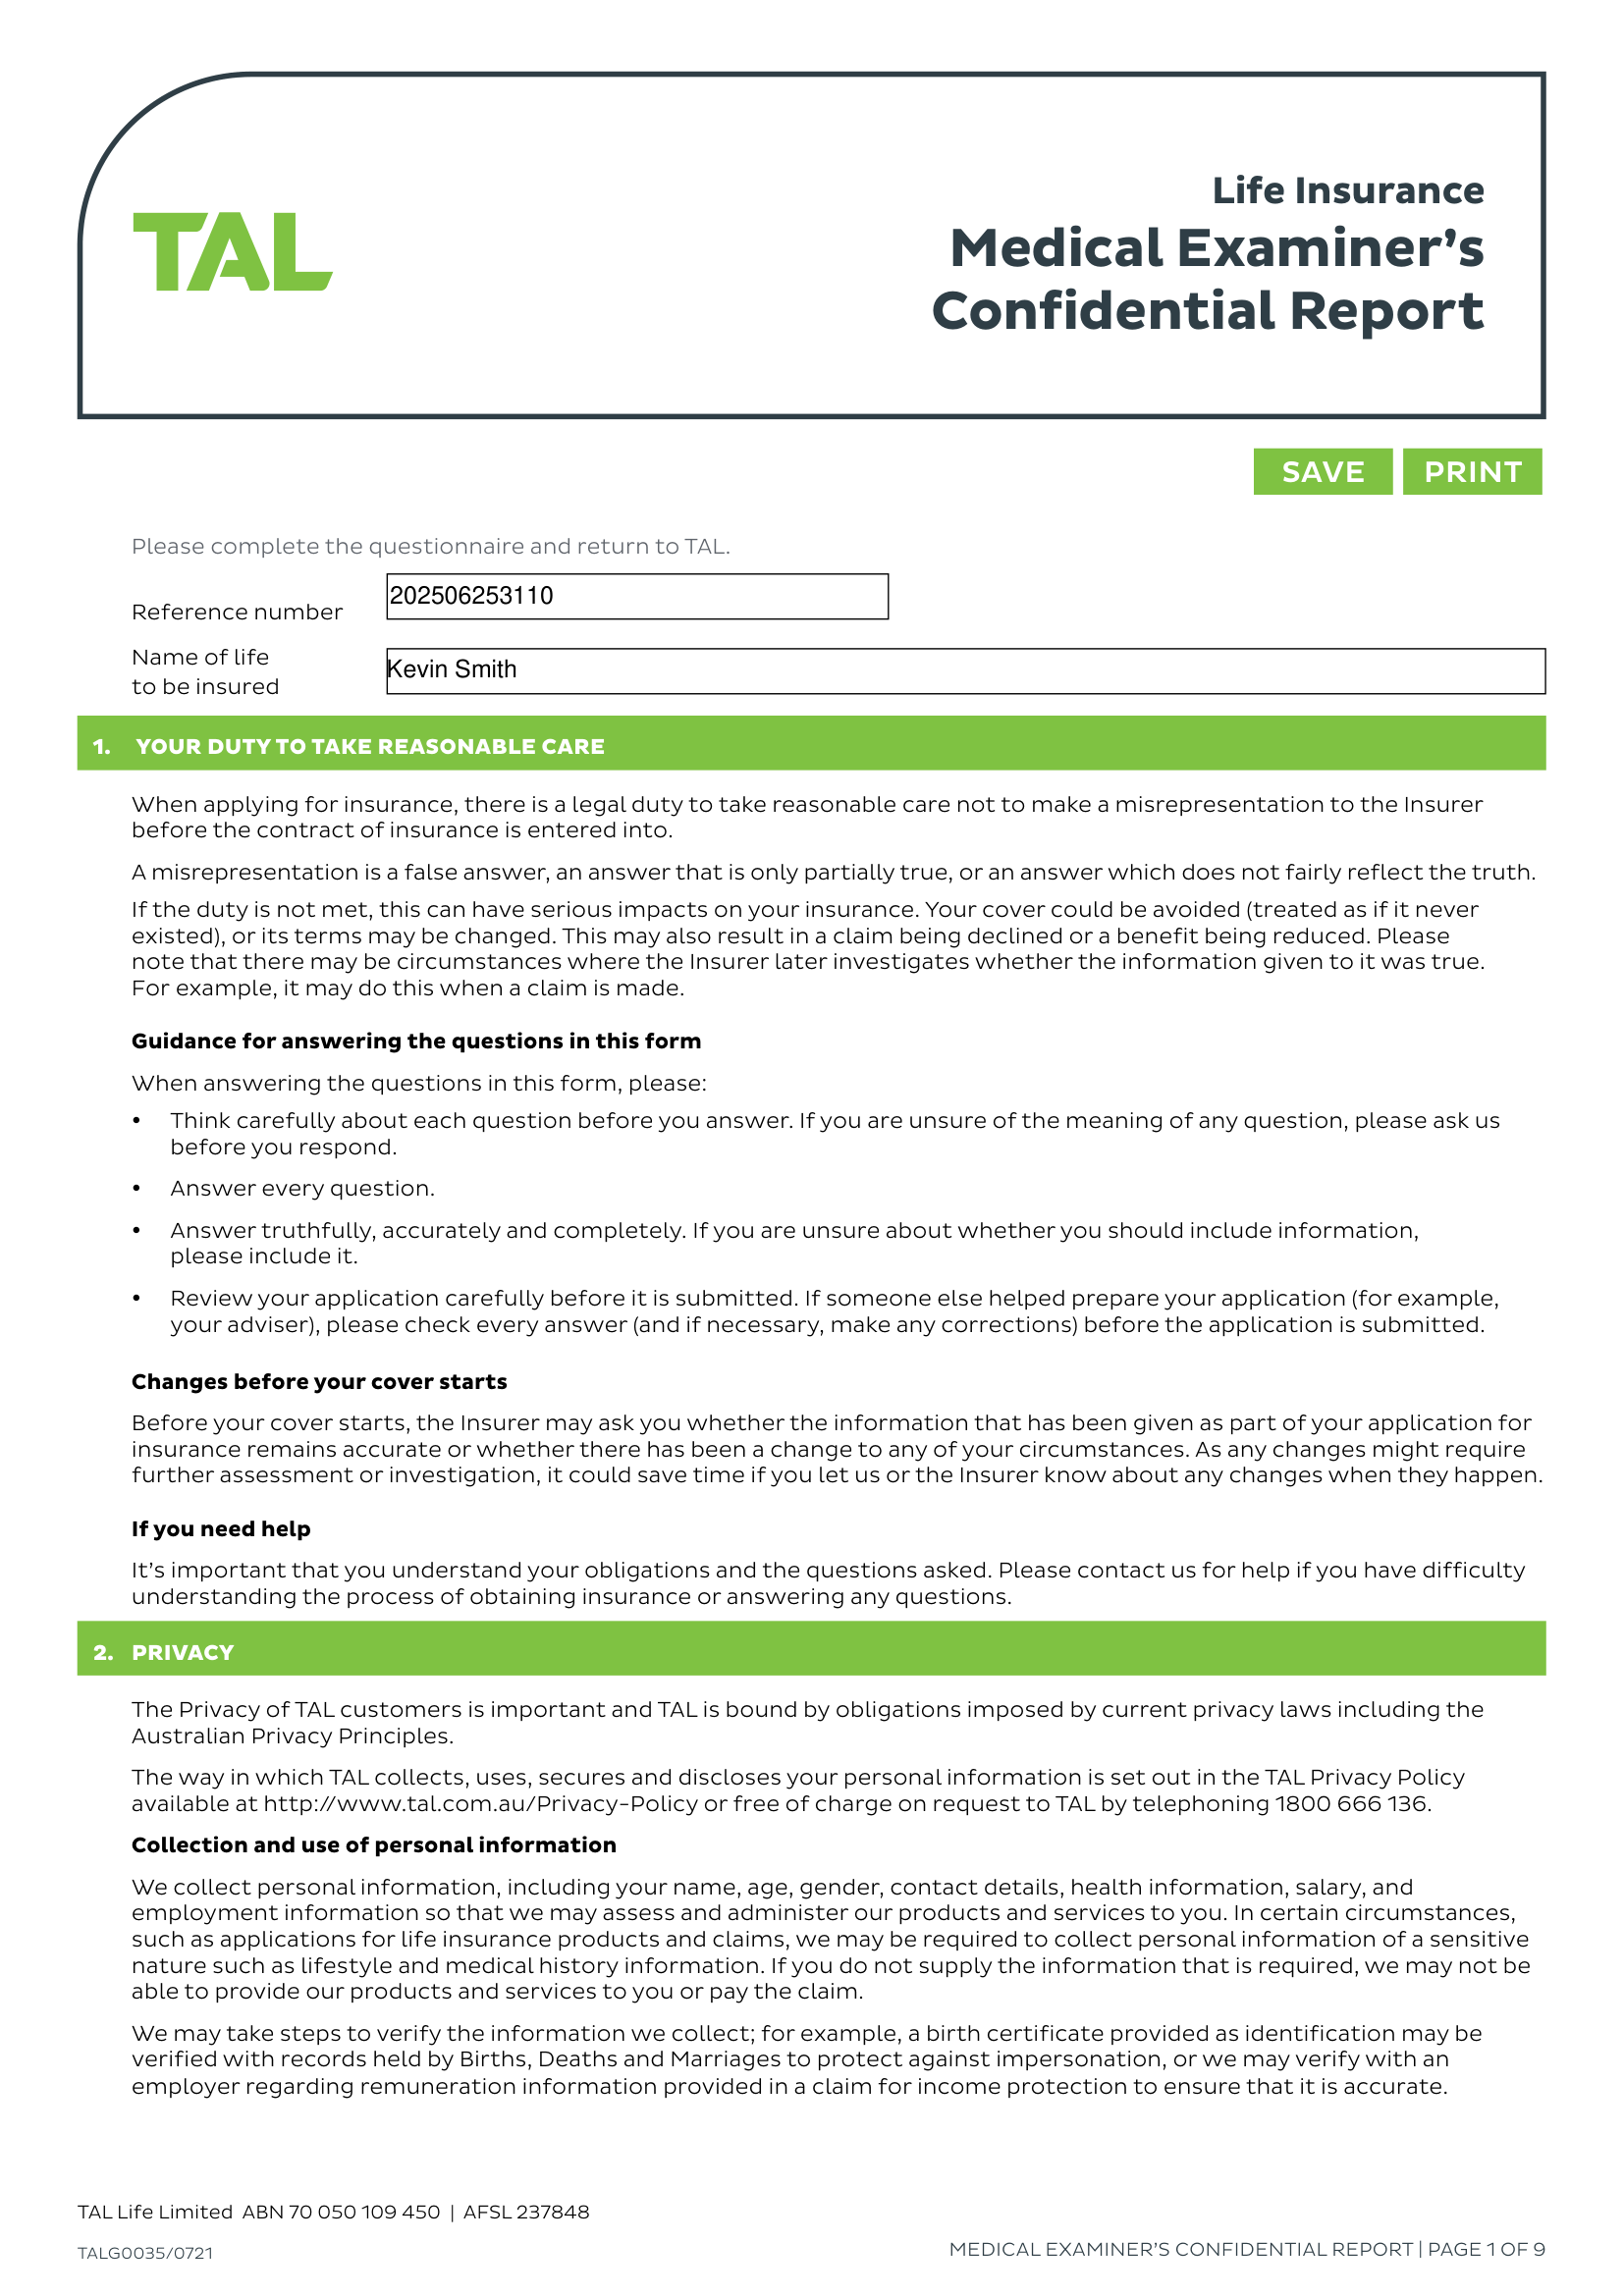 TAL
Life Insurance
Medical Examiner’s
Confidential Report
SAVE PRINT
Please complete the questionnaire and return to TAL.
Reference number 202506253110
Name of life
to be insured Kevin Smith
1. YOUR DUTY TO TAKE REASONABLE CARE
When applying for insurance, there is a legal duty to take reasonable care not to make a misrepresentation to the Insurer
before the contract of insurance is entered into.
A misrepresentation is a false answer, an answer that is only partially true, or an answer which does not fairly reflect the truth.
If the duty is not met, this can have serious impacts on your insurance. Your cover could be avoided (treated as if it never
existed), or its terms may be changed. This may also result in a claim being declined or a benefit being reduced. Please
note that there may be circumstances where the Insurer later investigates whether the information given to it was true.
For example, it may do this when a claim is made.
Guidance for answering the questions in this form
When answering the questions in this form, please:
• Think carefully about each question before you answer. If you are unsure of the meaning of any question, please ask us
before you respond.
• Answer every question.
• Answer truthfully, accurately and completely. If you are unsure about whether you should include information,
please include it.
• Review your application carefully before it is submitted. If someone else helped prepare your application (for example,
your adviser), please check every answer (and if necessary, make any corrections) before the application is submitted.
Changes before your cover starts
Before your cover starts, the Insurer may ask you whether the information that has been given as part of your application for
insurance remains accurate or whether there has been a change to any of your circumstances. As any changes might require
further assessment or investigation, it could save time if you let us or the Insurer know about any changes when they happen.
If you need help
It’s important that you understand your obligations and the questions asked. Please contact us for help if you have difficulty
understanding the process of obtaining insurance or answering any questions.
2. PRIVACY
The Privacy of TAL customers is important and TAL is bound by obligations imposed by current privacy laws including the
Australian Privacy Principles.
The way in which TAL collects, uses, secures and discloses your personal information is set out in the TAL Privacy Policy
available at http://www.tal.com.au/Privacy-Policy or free of charge on request to TAL by telephoning 1800 666 136.
Collection and use of personal information
We collect personal information, including your name, age, gender, contact details, health information, salary, and
employment information so that we may assess and administer our products and services to you. In certain circumstances,
such as applications for life insurance products and claims, we may be required to collect personal information of a sensitive
nature such as lifestyle and medical history information. If you do not supply the information that is required, we may not be
able to provide our products and services to you or pay the claim.
We may take steps to verify the information we collect; for example, a birth certificate provided as identification may be
verified with records held by Births, Deaths and Marriages to protect against impersonation, or we may verify with an
employer regarding remuneration information provided in a claim for income protection to ensure that it is accurate.
TAL Life Limited ABN 70 050 109 450 | AFSL 237848
TALG0035/0721
MEDICAL EXAMINER’S CONFIDENTIAL REPORT | PAGE 1 OF 9